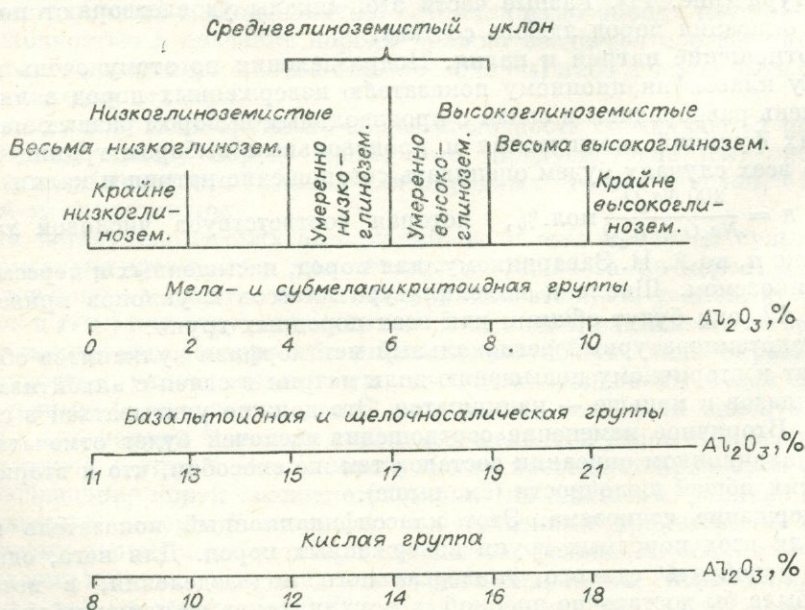 Среднеглиноземистый уклон
Низкоглиноземистые
Высокоглиноземистые
Весьма низкоглинозем.
Умеренно низко-глинозем.
Умеренно высоко-глинозем.
Весьма высокоглинозем.
Крайне
низкогли-
нозем.
Крайне
высокогли-
нозем.
Мела- и субмелапикритоидная группы
Al₂O₃, %
0 2 4 6 8 10
Базальтоидная и щелочносалическая группы
Al₂O₃, %
11 13 15 17 19 21
Кислая группа
Al₂O₃, %
8 10 12 14 16 18